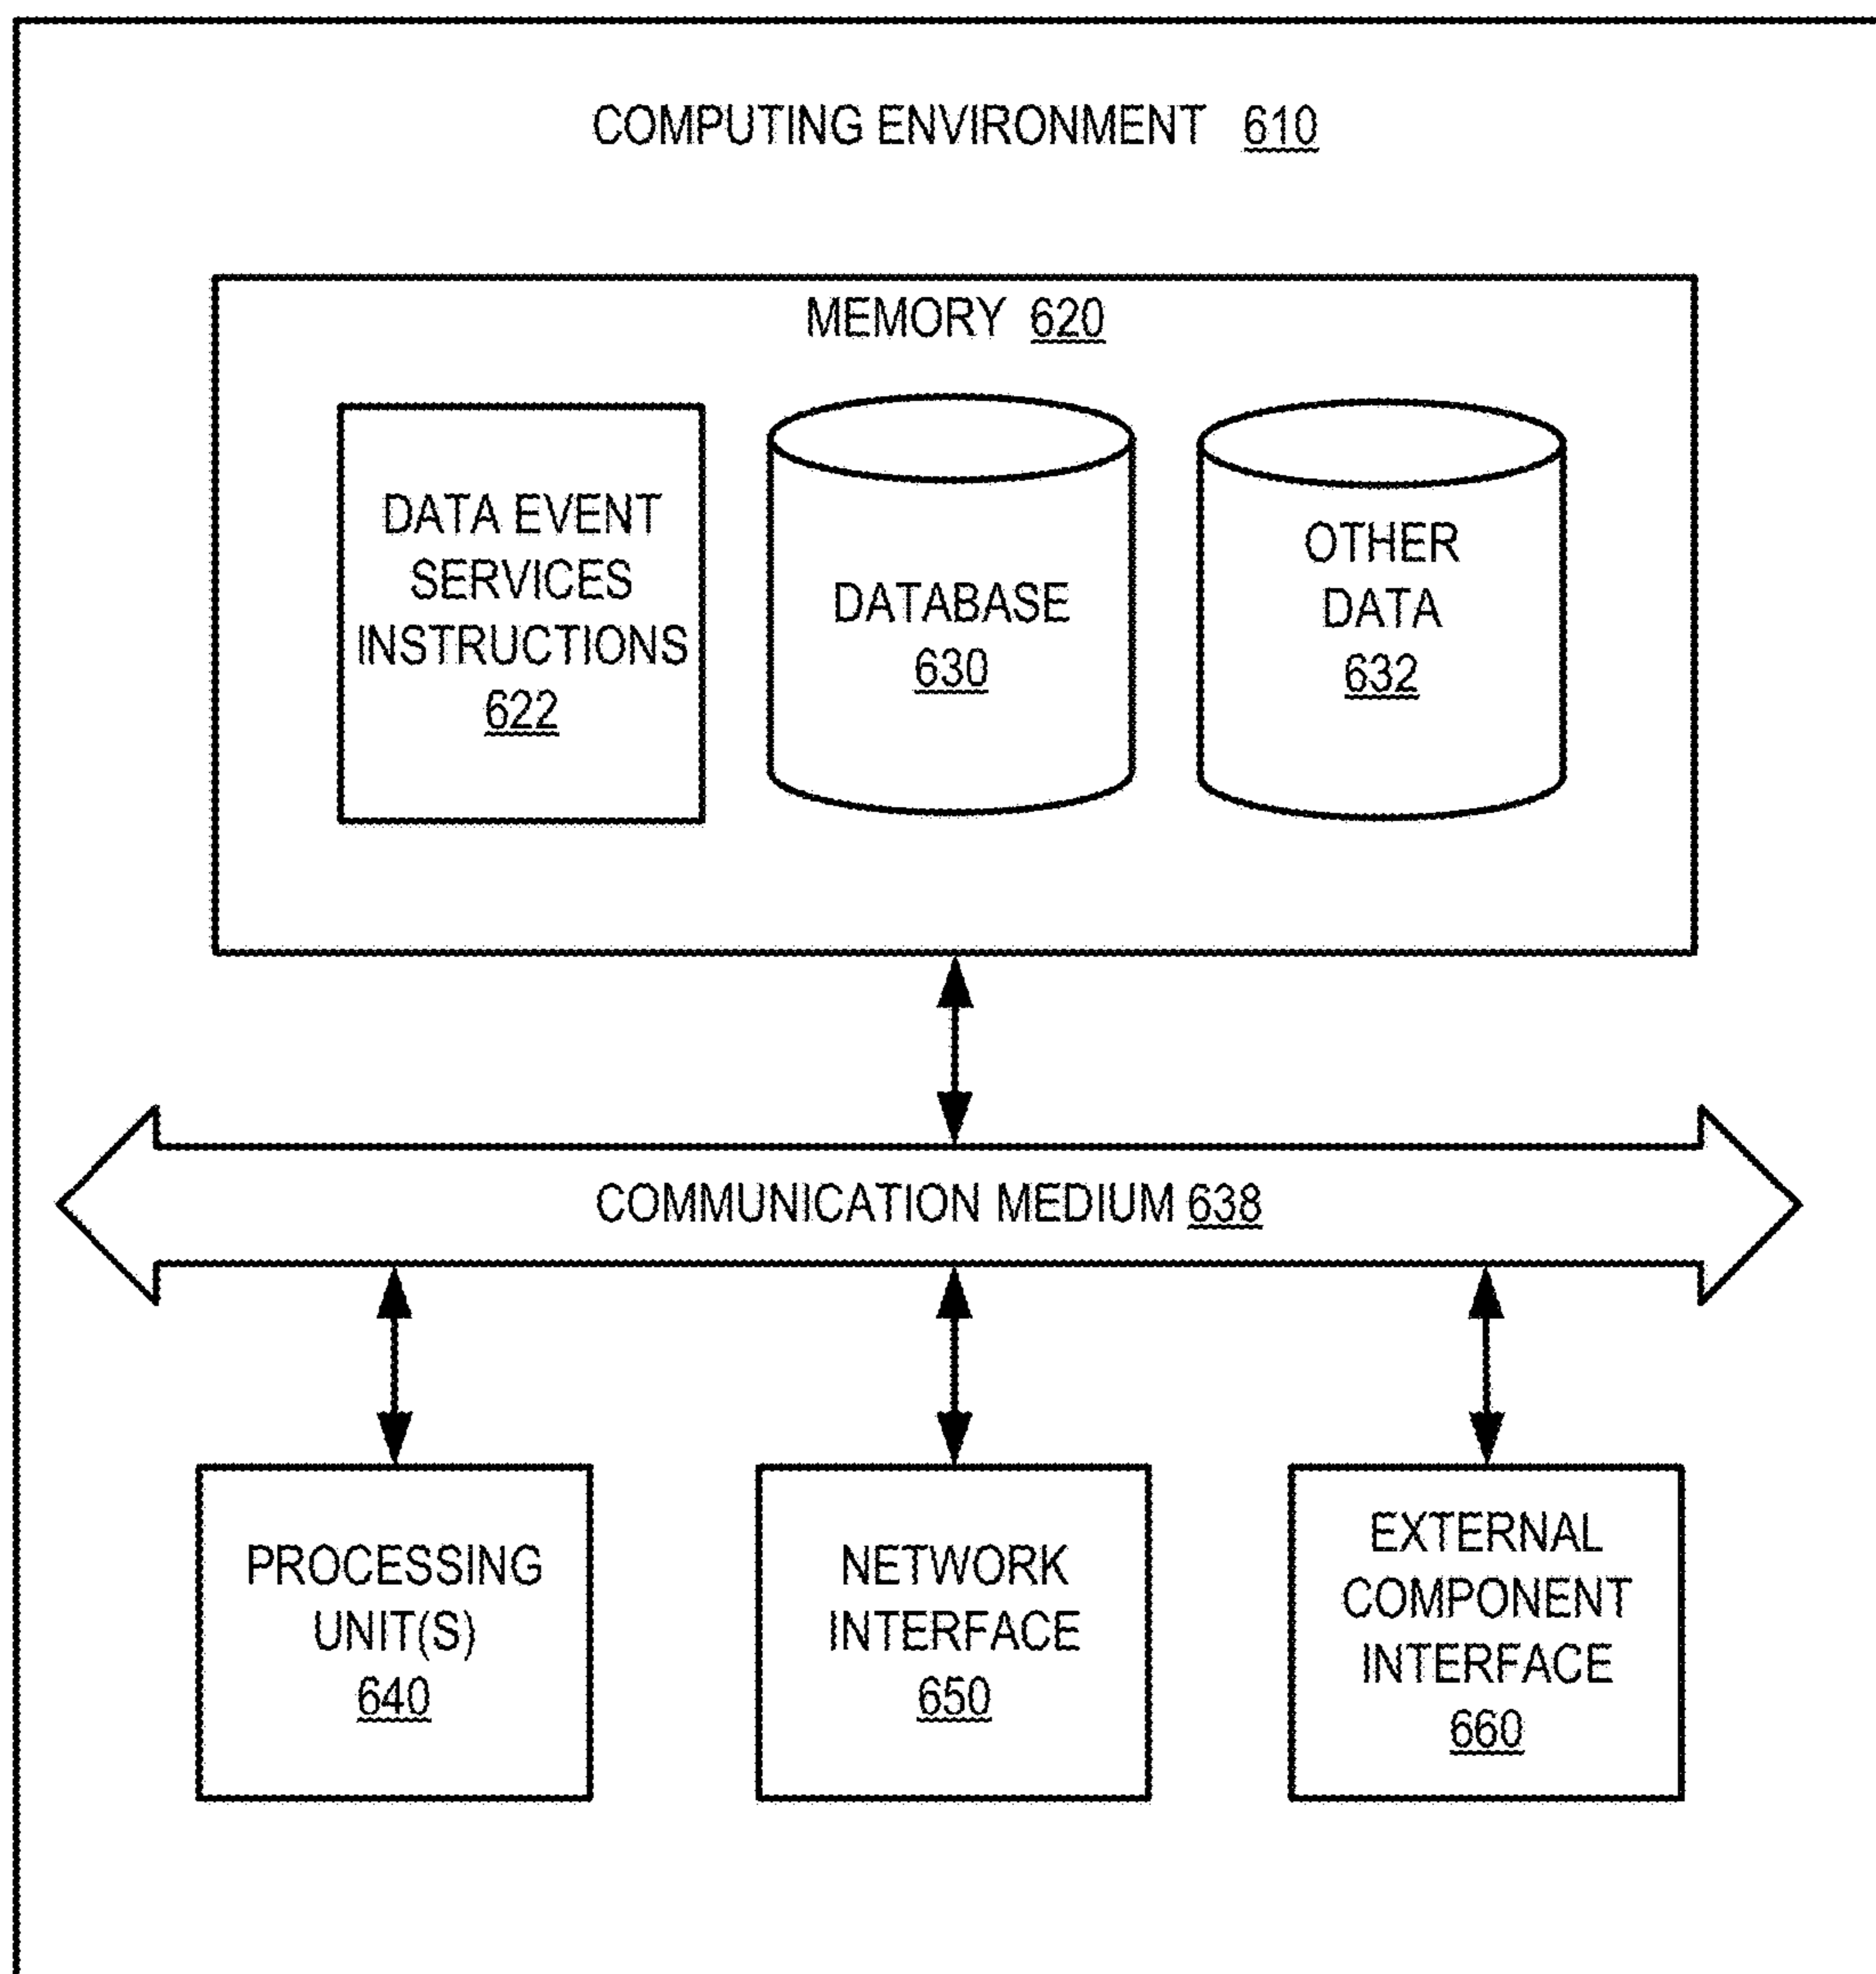 COMPUTING ENVIRONMENT 610
MEMORY 620
DATA EVENT
SERVICES
INSTRUCTIONS
622
DATABASE
630
OTHER
DATA
632
COMMUNICATION MEDIUM 638
PROCESSING
UNIT(S)
640
NETWORK
INTERFACE
650
EXTERNAL
COMPONENT
INTERFACE
660